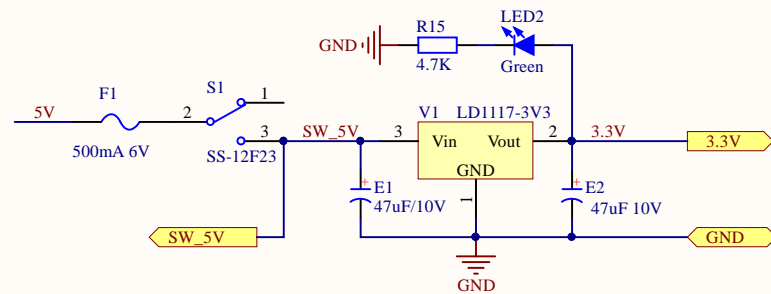 R15
LED2
GND
4.7K
Green
F1
S1
1
5V
2
V1
LD1117-3V3
3
SW_5V
3
Vin
Vout
2
3.3V
3.3V
500mA 6V
SS-12F23
GND
+
E1
47uF/10V
1
+
E2
47uF 10V
SW_5V
GND
GND